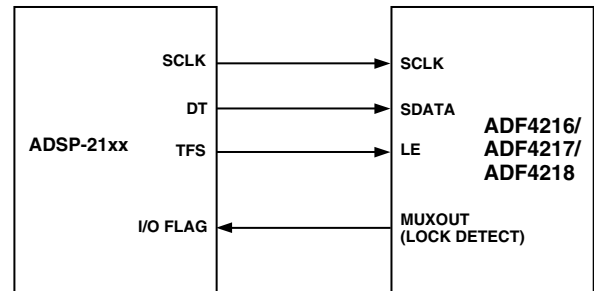 SCLK
DT
ADSP-21xx
TFS
I/O FLAG
SCLK
SDATA
ADF4216/
ADF4217/
ADF4218
LE
MUXOUT
(LOCK DETECT)